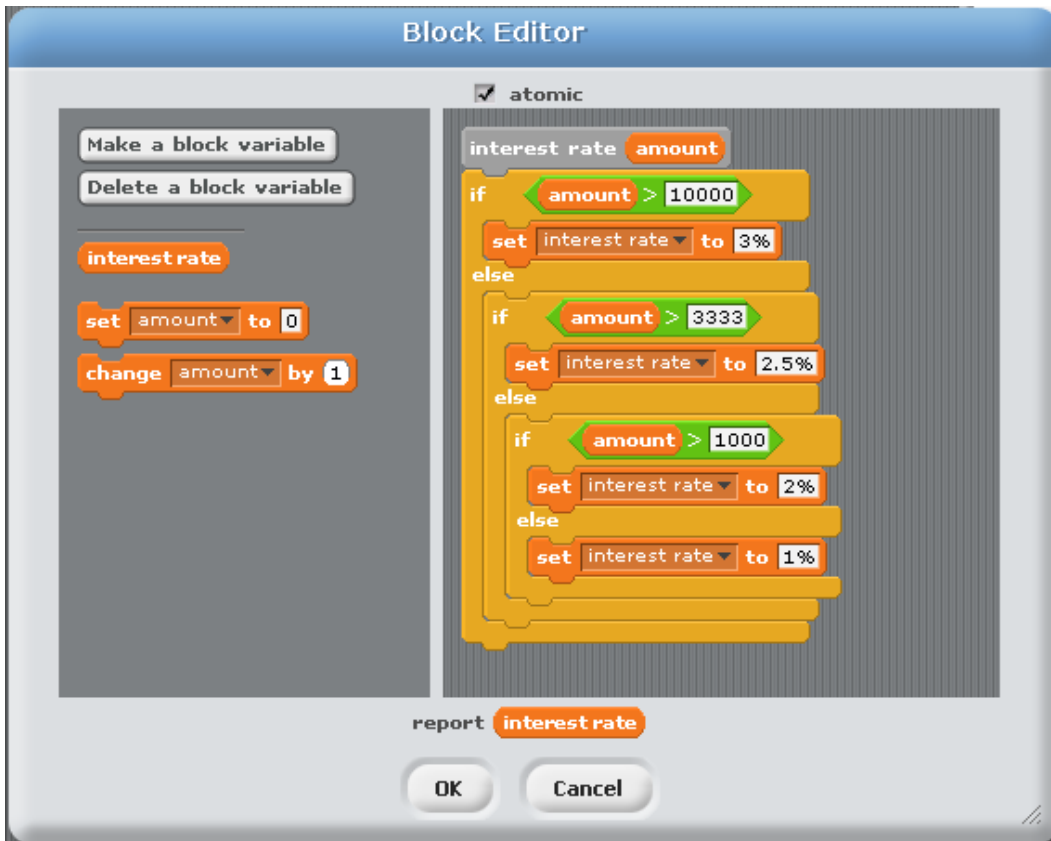 Block Editor
atomic
Make a block variable
Delete a block variable
interest rate
set amount to 0
change amount by 1
interest rate amount
if amount > 10000
set interest rate to 3%
else
if amount > 3333
set interest rate to 2.5%
else
if amount > 1000
set interest rate to 2%
else
set interest rate to 1%
report interest rate
OK Cancel